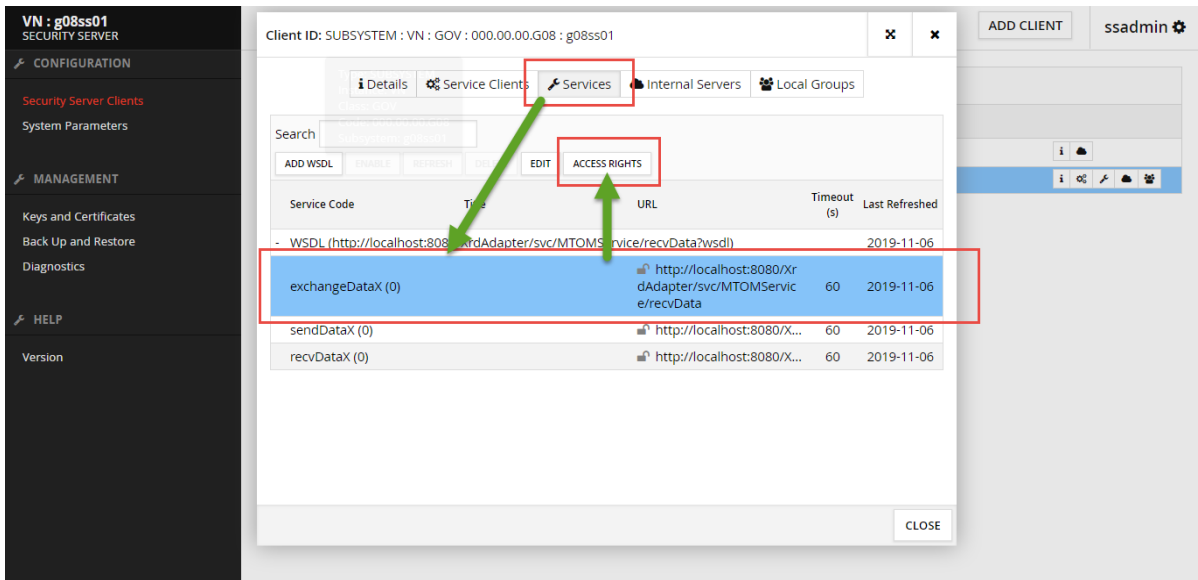 VN : g08ss01
SECURITY SERVER
CONFIGURATION
Security Server Clients
System Parameters
MANAGEMENT
Keys and Certificates
Back Up and Restore
Diagnostics
HELP
Version
ADD CLIENT
ssadmin
Client ID: SUBSYSTEM : VN : GOV : 000.00.00.G08 : g08ss01
Details Service Clients Services Internal Servers Local Groups
Search
Subsystem: g08ss01
ADD WSDL ENABLE REFRESH EDIT ACCESS RIGHTS
Service Code URL Timeout (s) Last Refreshed
- WSDL (http://localhost:808 /svc/MTOMService/recvData?wsdl) 2019-11-06
exchangeDataX (0) http://localhost:8080/Xr 60 2019-11-06
dAdapter/svc/MTOMServic
e/recvData
sendDataX (0) http://localhost:8080/X... 60 2019-11-06
recvDataX (0) http://localhost:8080/X... 60 2019-11-06
CLOSE